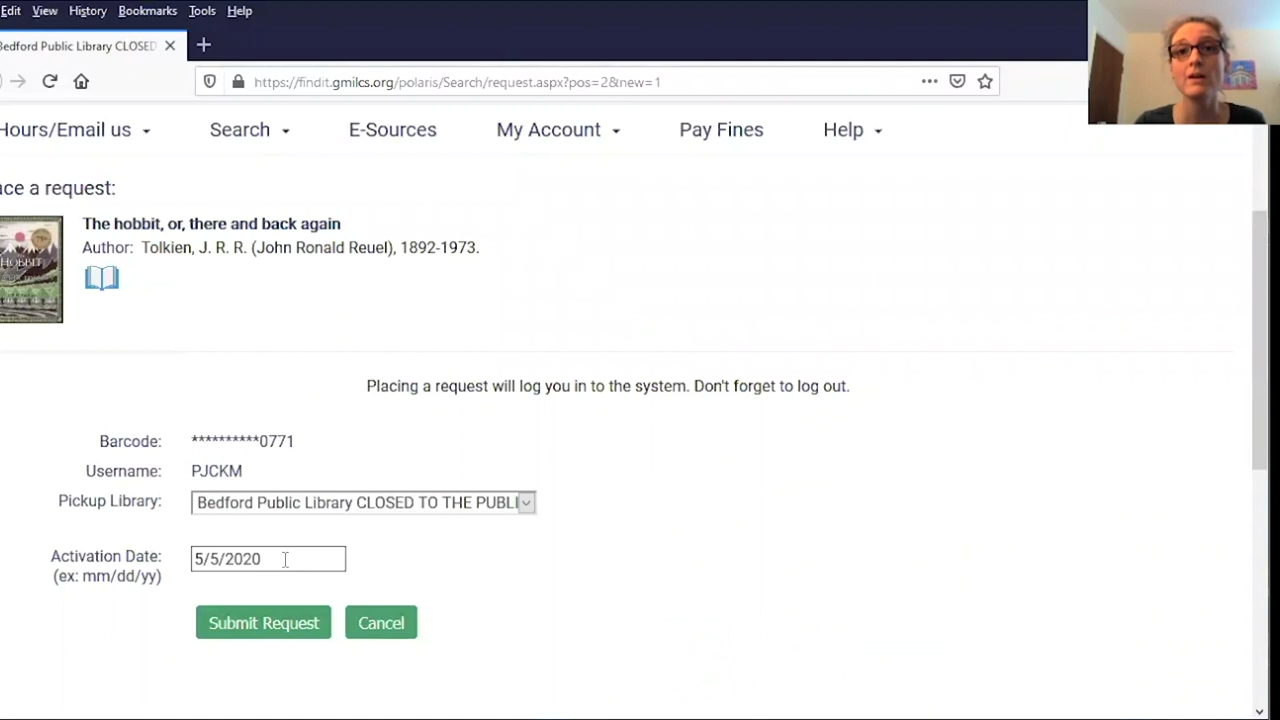 Edit View History Bookmarks Tools Help
Bedford Public Library CLOSED
https://findit.gmilcs.org/polaris/Search/request.aspx?pos=2&new=1
Hours/Email us Search E-Sources My Account Pay Fines Help
ce a request:
The hobbit, or, there and back again
Author: Tolkien, J. R. R. (John Ronald Reuel), 1892-1973.
HOBBIT
Placing a request will log you in to the system. Don't forget to log out.
Barcode: **********0771
Username: PJCKM
Pickup Library: Bedford Public Library CLOSED TO THE PUBLI
Activation Date: 5/5/2020
(ex: mm/dd/yy)
Submit Request Cancel